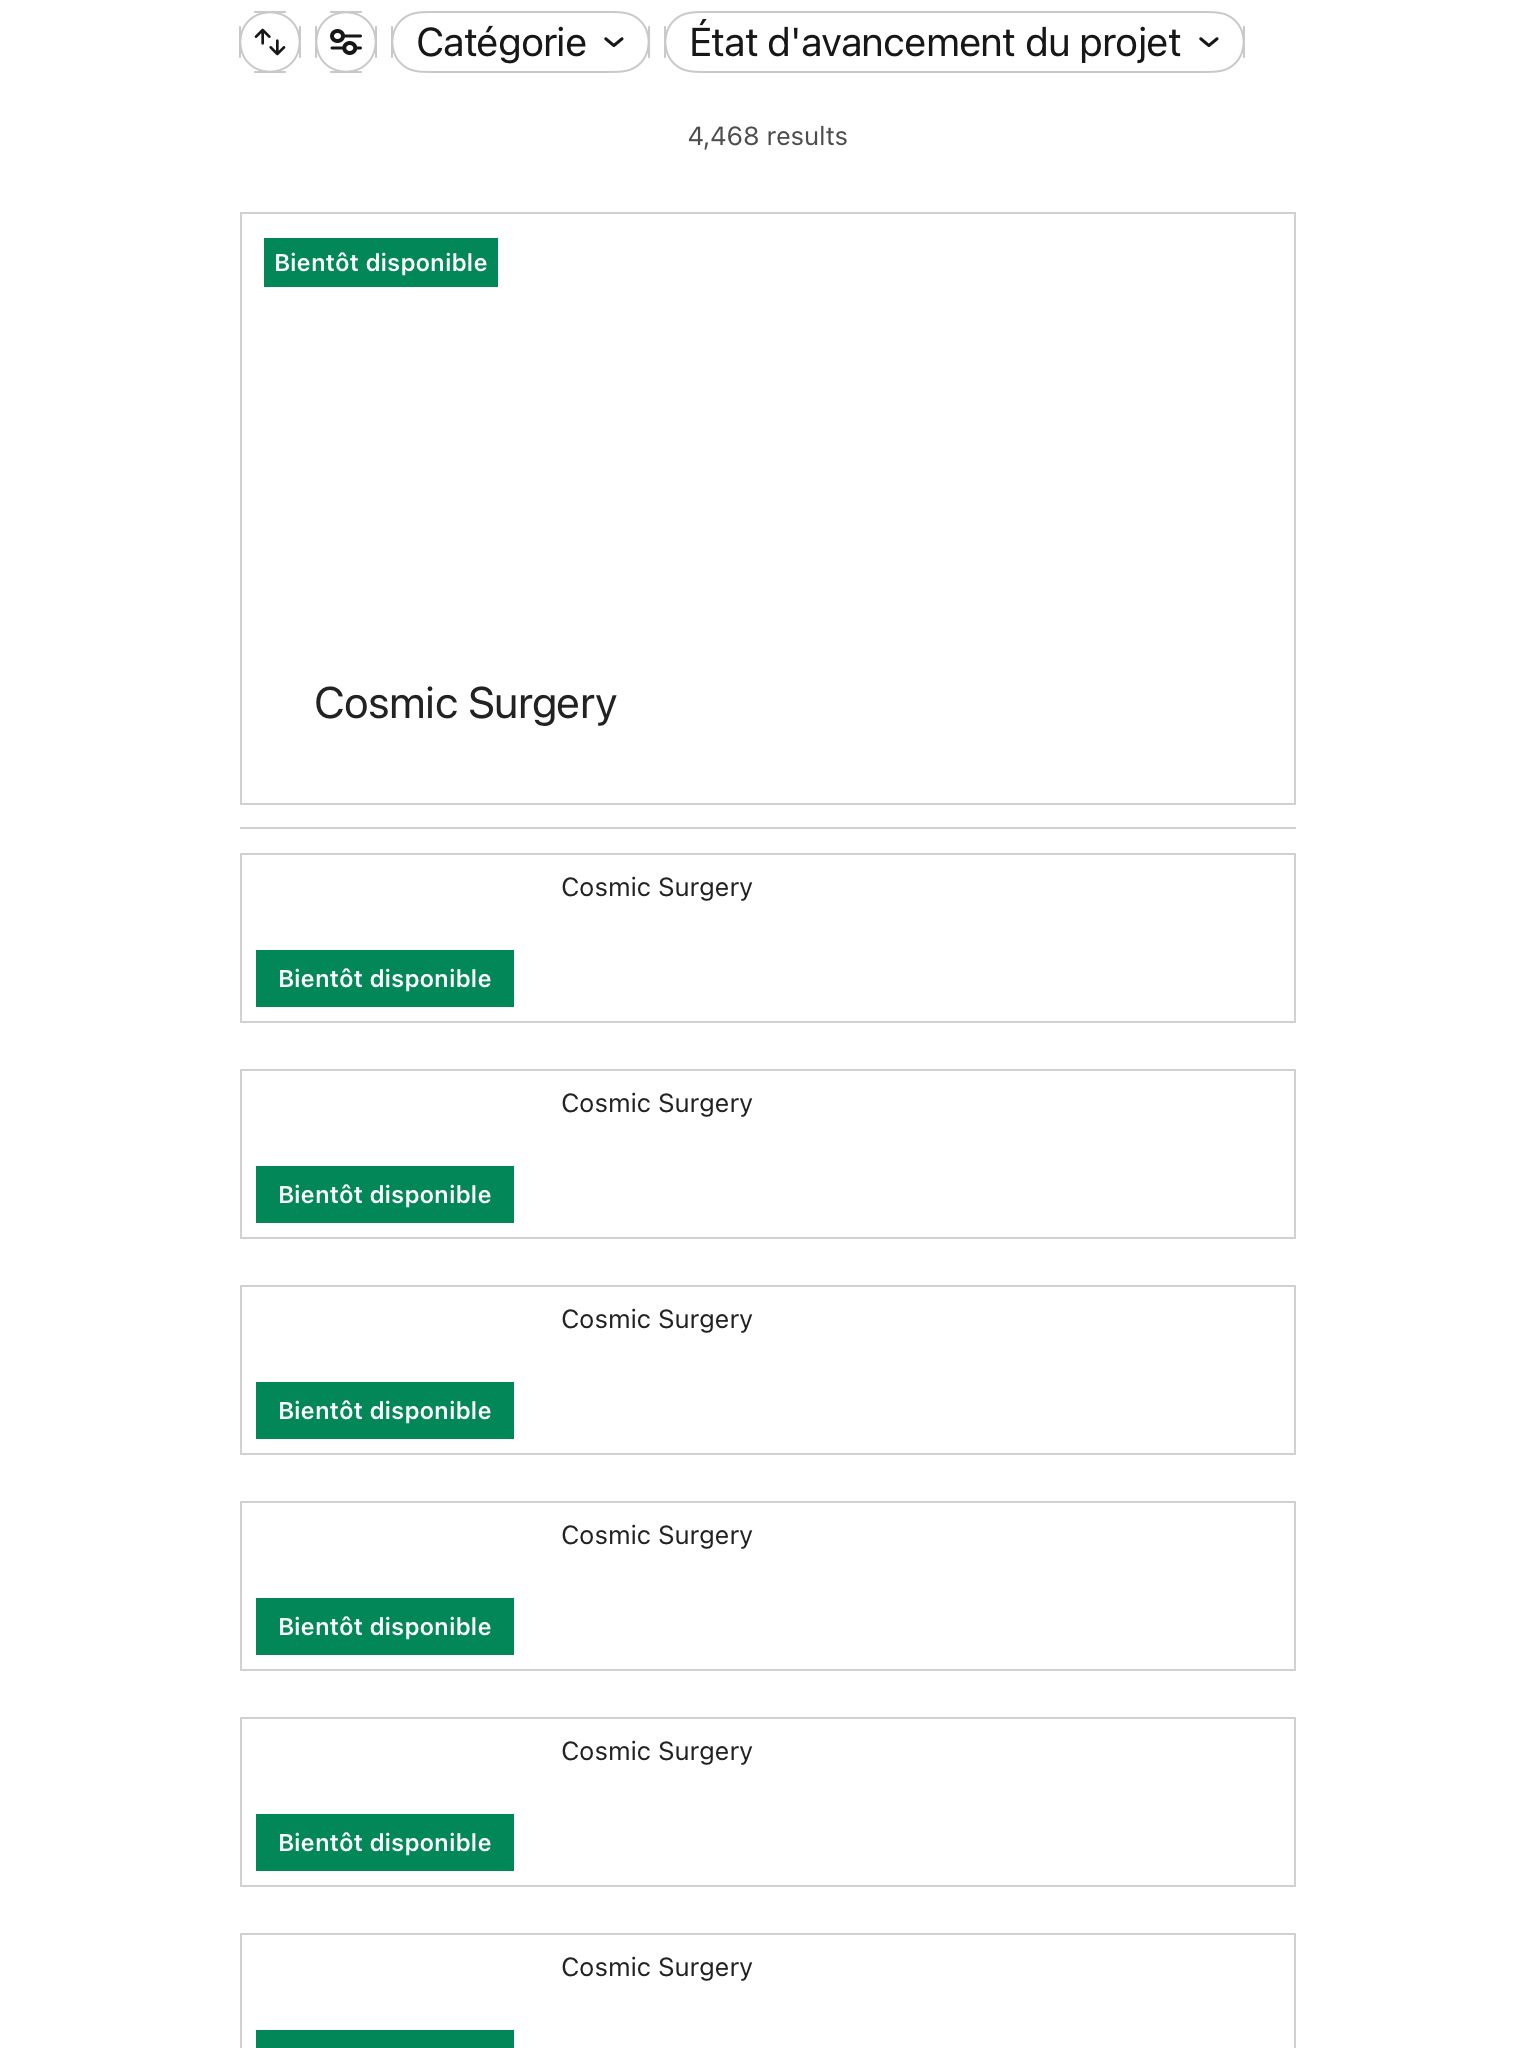 Catégorie
État d'avancement du projet
4,468 results
Bientôt disponible
Cosmic Surgery
Cosmic Surgery
Bientôt disponible
Cosmic Surgery
Bientôt disponible
Cosmic Surgery
Bientôt disponible
Cosmic Surgery
Bientôt disponible
Cosmic Surgery
Bientôt disponible
Cosmic Surgery